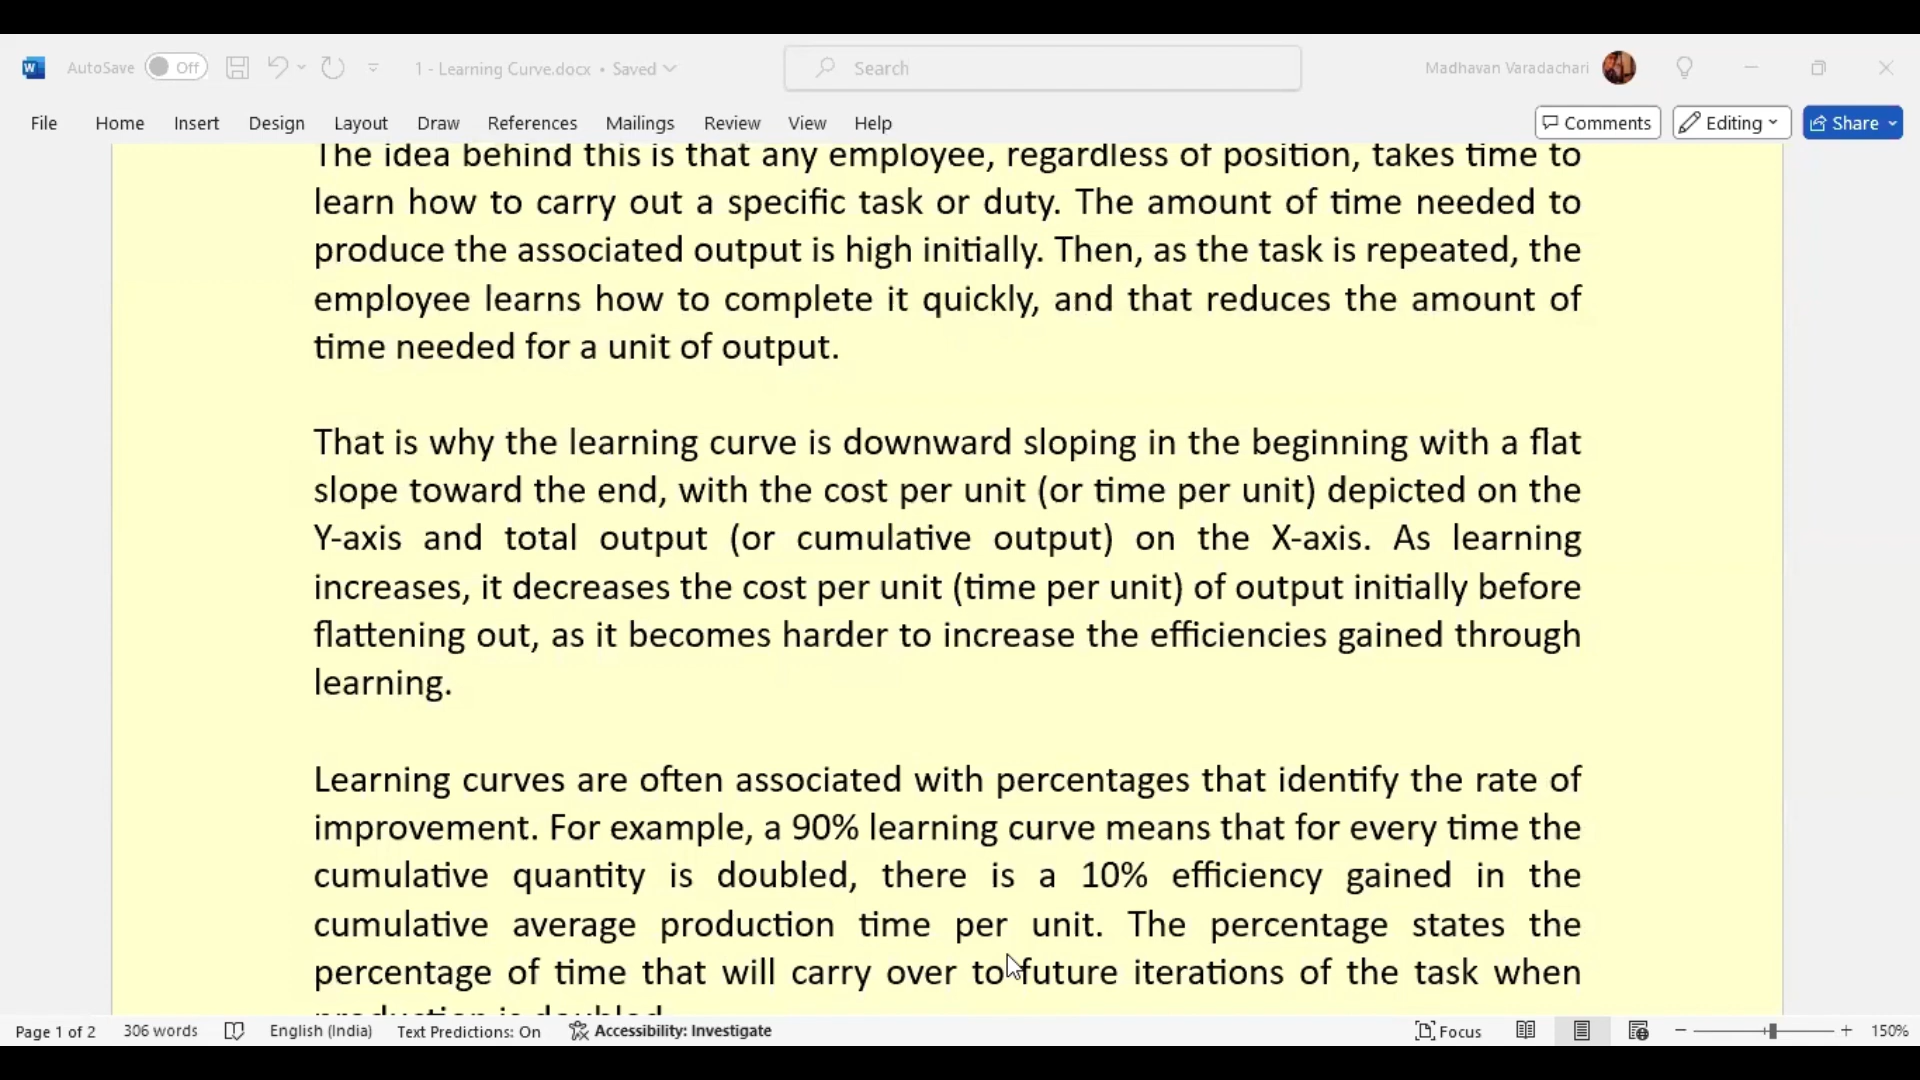 AutoSave Off 1 - Learning Curve.docx • Saved Search Madhavan Varadachari
File Home Insert Design Layout Draw References Mailings Review View Help Comments Editing Share
The idea behind this is that any employee, regardless of position, takes time to
learn how to carry out a specific task or duty. The amount of time needed to
produce the associated output is high initially. Then, as the task is repeated, the
employee learns how to complete it quickly, and that reduces the amount of
time needed for a unit of output.
That is why the learning curve is downward sloping in the beginning with a flat
slope toward the end, with the cost per unit (or time per unit) depicted on the
Y-axis and total output (or cumulative output) on the X-axis. As learning
increases, it decreases the cost per unit (time per unit) of output initially before
flattening out, as it becomes harder to increase the efficiencies gained through
learning.
Learning curves are often associated with percentages that identify the rate of
improvement. For example, a 90% learning curve means that for every time the
cumulative quantity is doubled, there is a 10% efficiency gained in the
cumulative average production time per unit. The percentage states the
percentage of time that will carry over to future iterations of the task when
production is doubled
Page 1 of 2 306 words English (India) Text Predictions: On Accessibility: Investigate Focus 150%